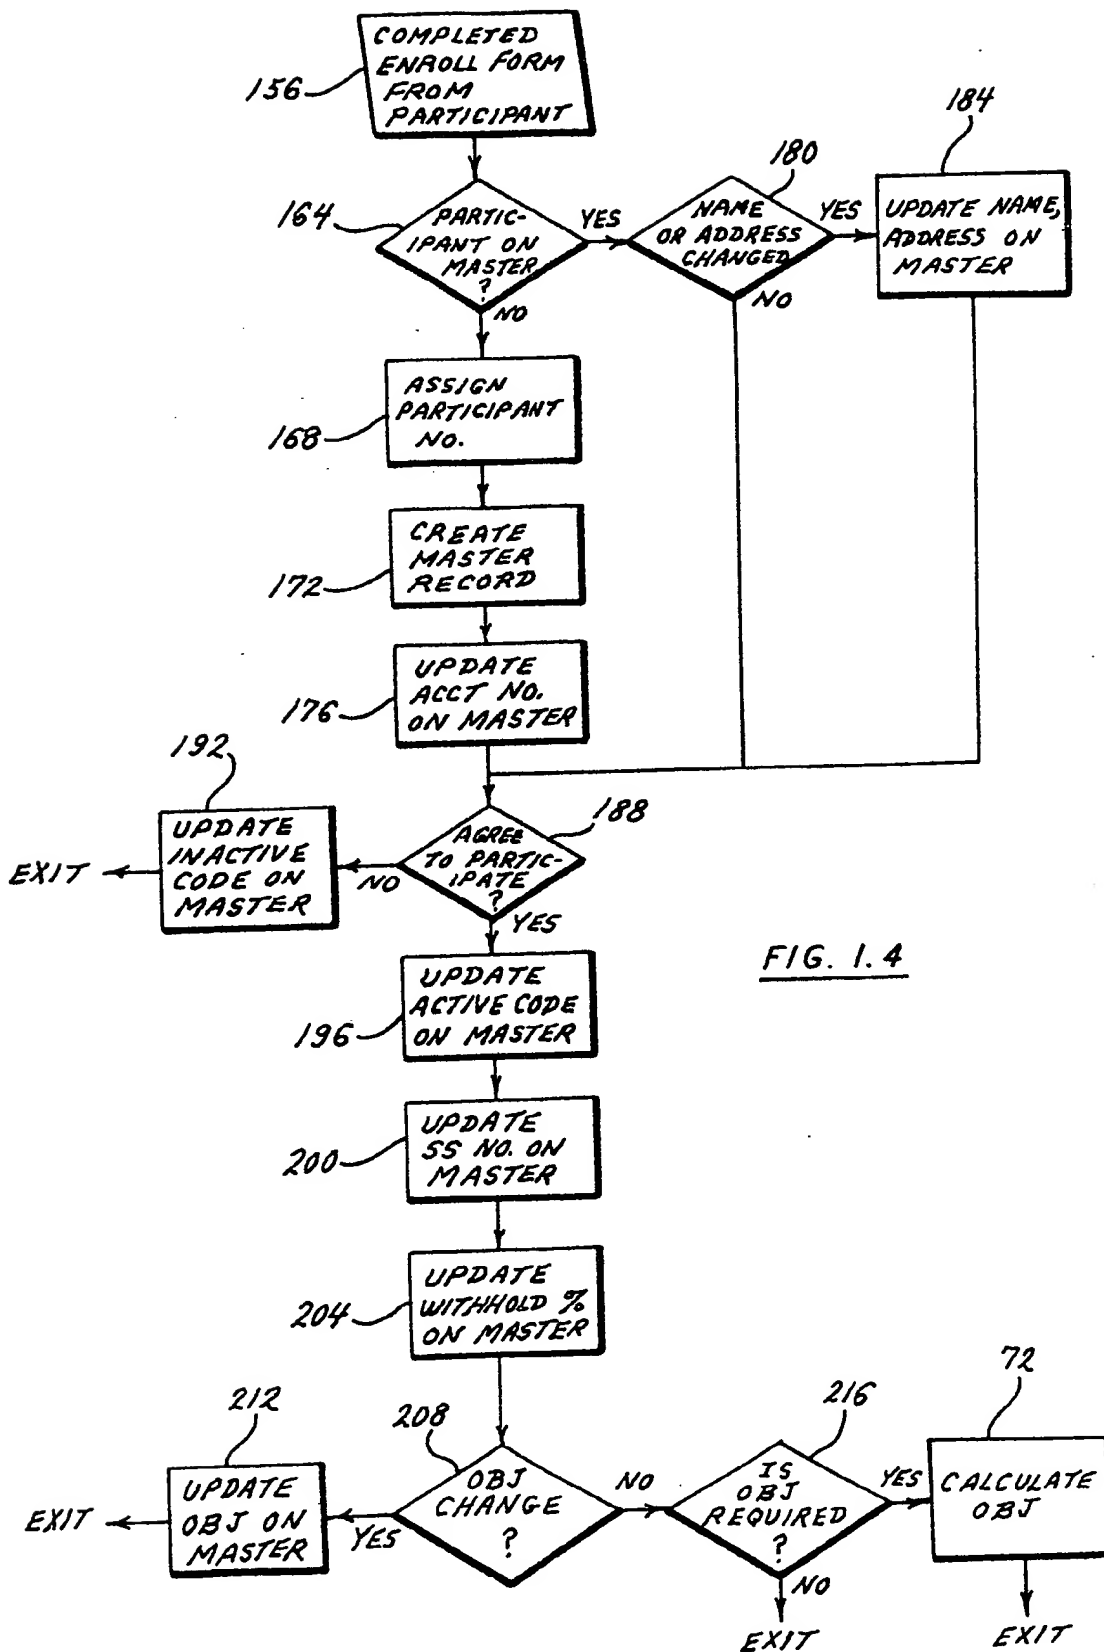 COMPLETED
ENROLL FORM
FROM
PARTICIPANT
156
184
180
164
PARTIC-
IPANT ON
MASTER
?
YES
NAME
OR ADDRESS
CHANGED
YES
UPDATE NAME,
ADDRESS ON
MASTER
NO
NO
ASSIGN
PARTICIPANT
NO.
168
CREATE
MASTER
RECORD
172
UPDATE
ACCT NO.
ON MASTER
176
192
188
UPDATE
INACTIVE
CODE ON
MASTER
EXIT
NO
AGREE
TO PARTIC-
IPATE
?
YES
FIG. 1.4
UPDATE
ACTIVE CODE
ON MASTER
196
UPDATE
SS NO. ON
MASTER
200
UPDATE
WITHHOLD %
ON MASTER
204
212
208
216
72
EXIT
UPDATE
OBJ ON
MASTER
YES
OBJ
CHANGE
?
NO
IS
OBJ
REQUIRED
?
YES
CALCULATE
OBJ
NO
EXIT
EXIT